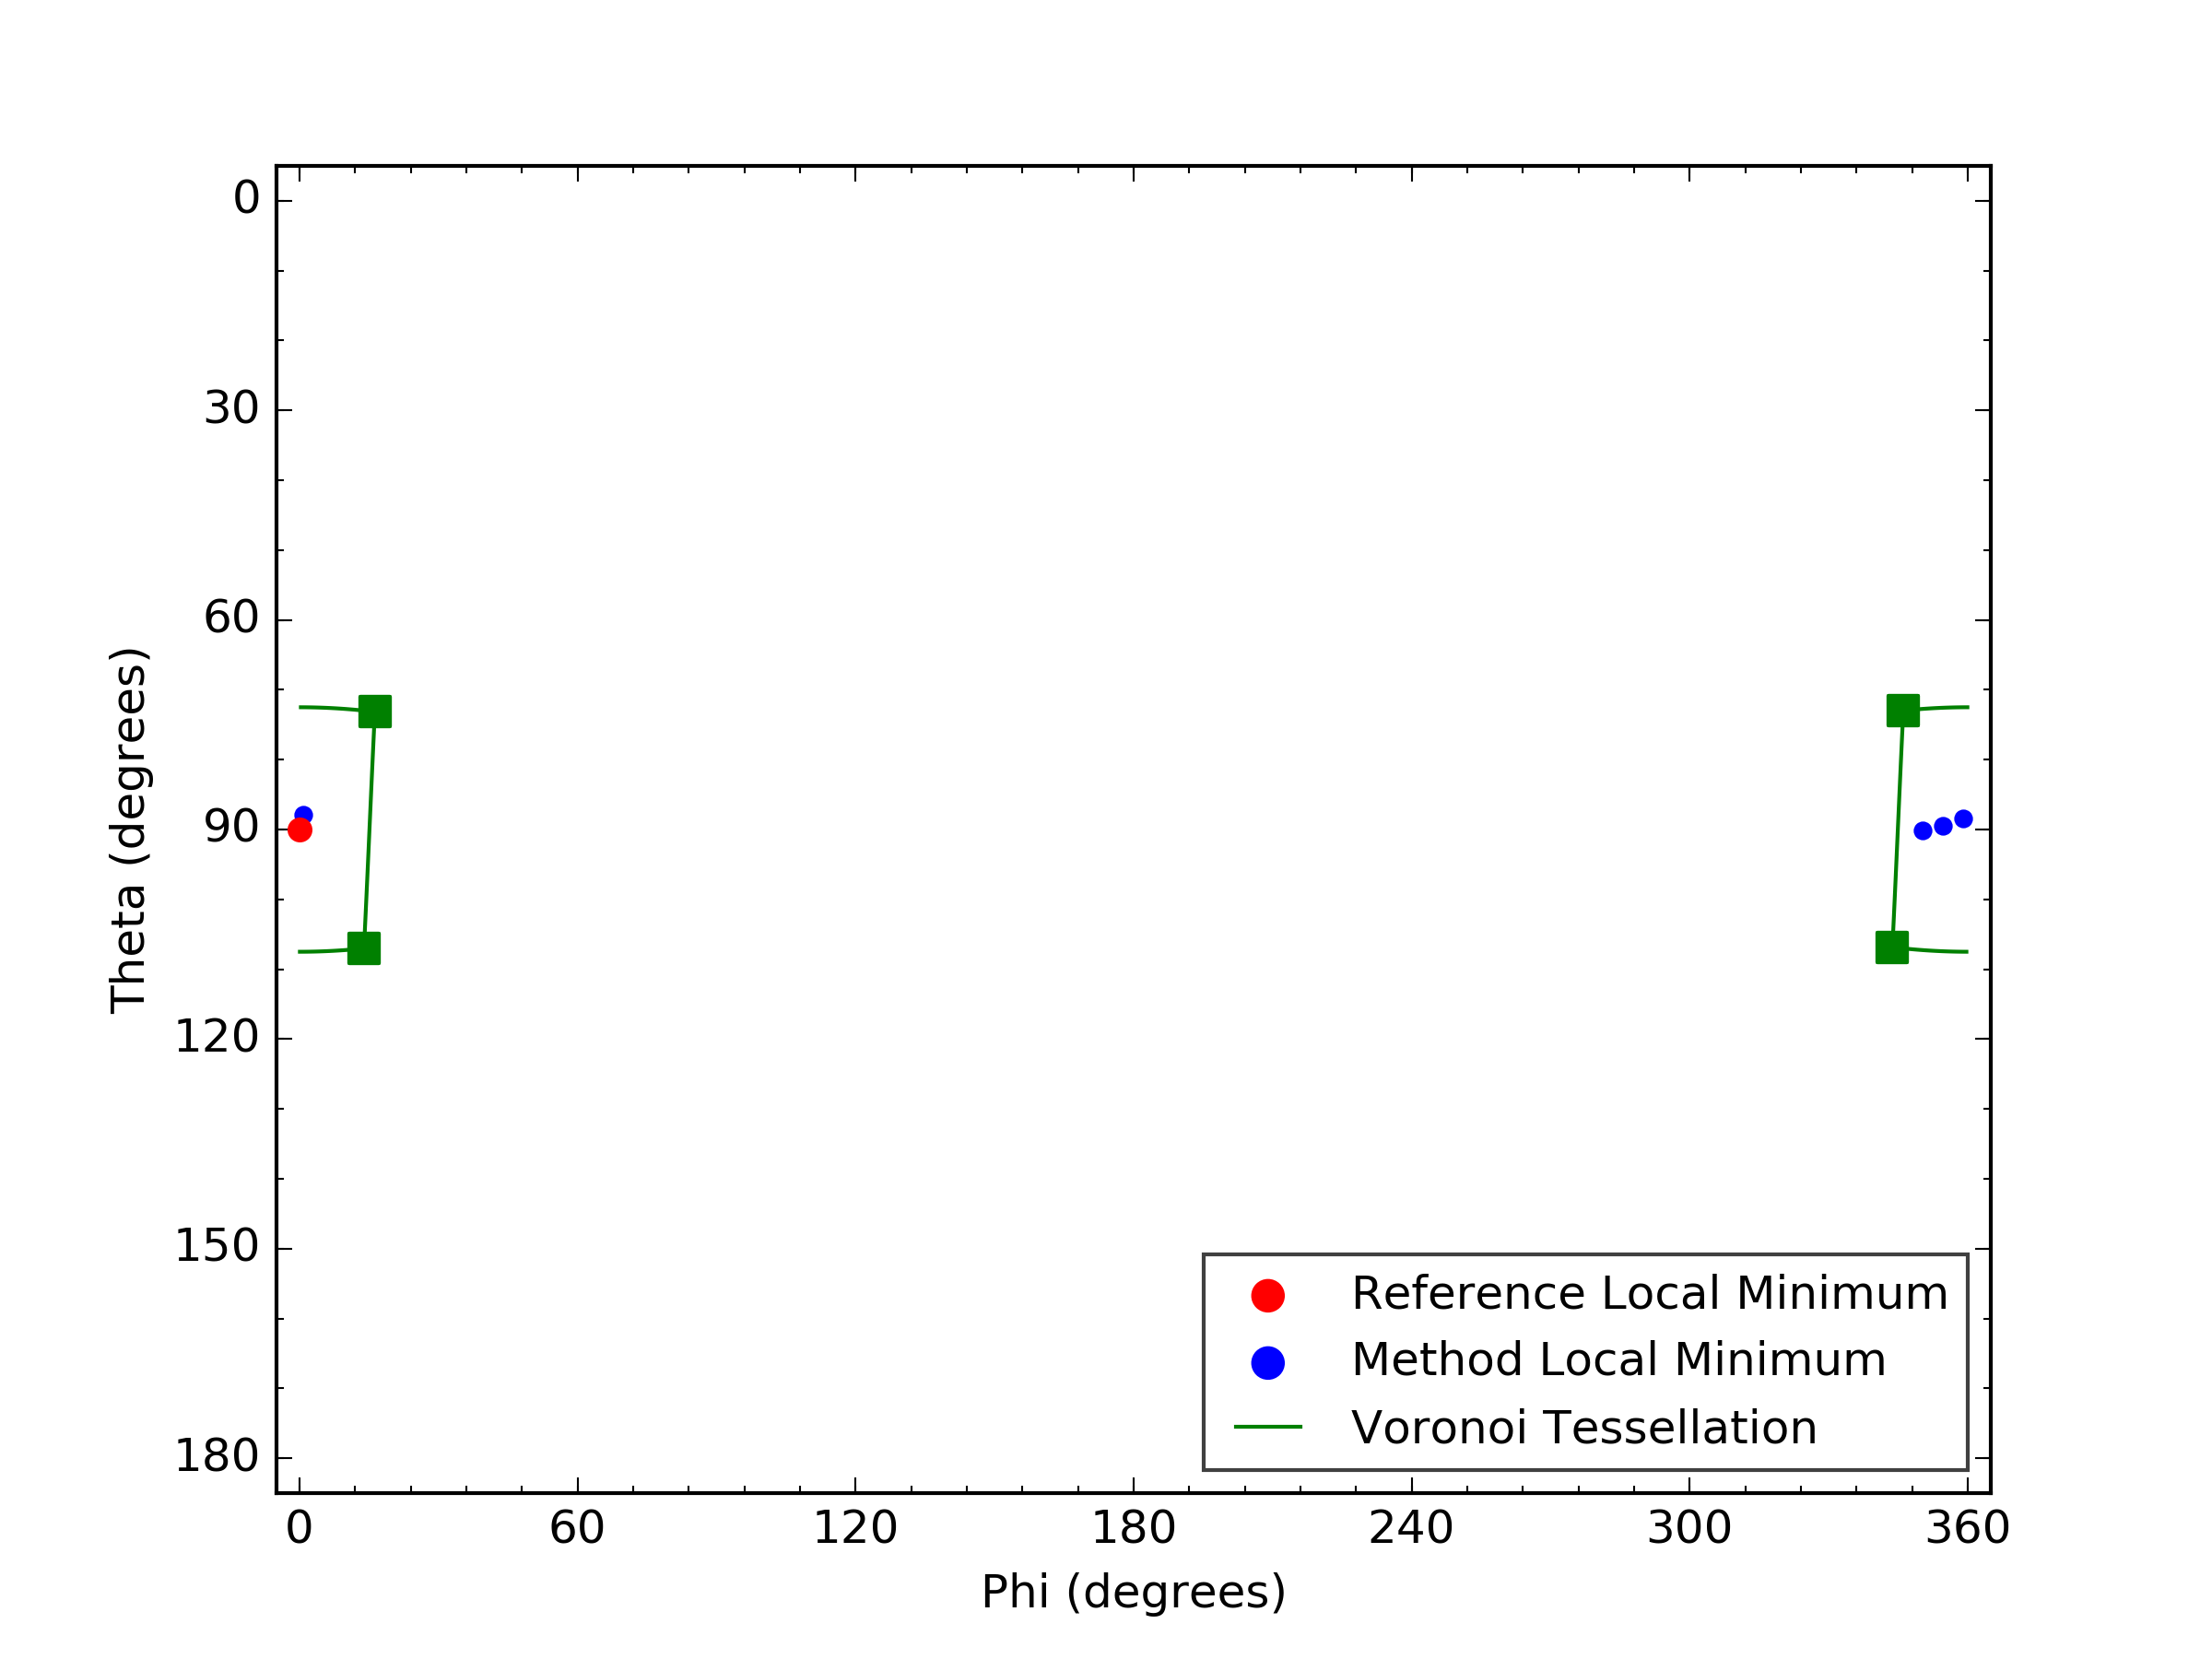 0
30
60
90
120
150
180
Theta (degrees)
Reference Local Minimum
Method Local Minimum
Voronoi Tessellation
0 60 120 180 240 300 360
Phi (degrees)